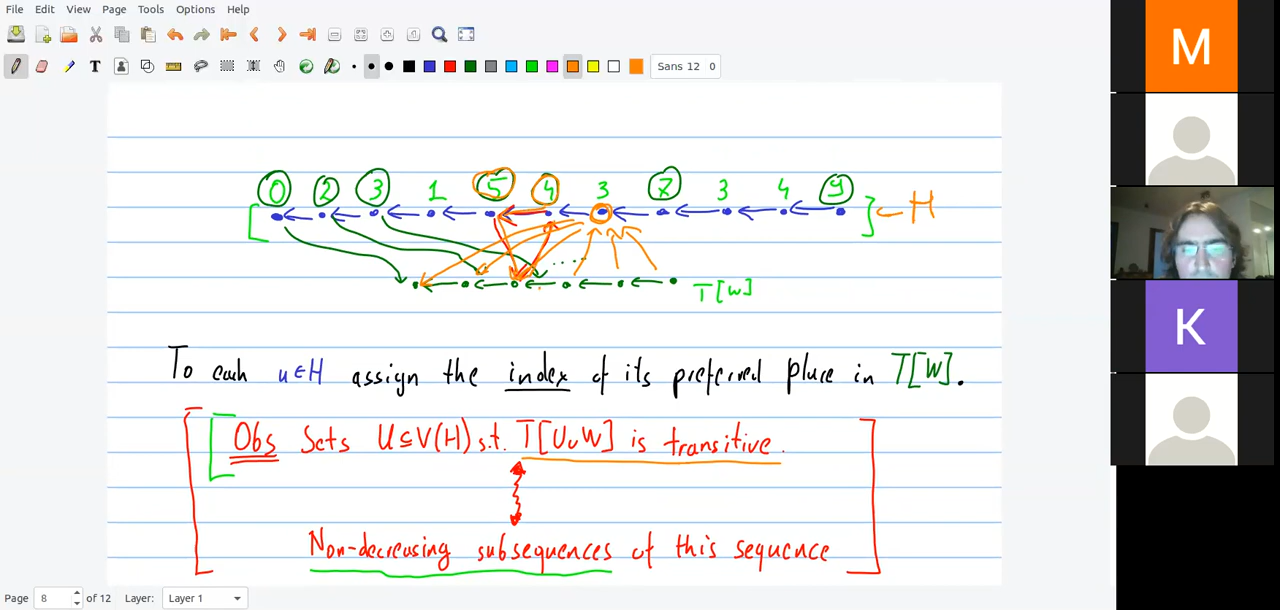 File Edit View Page Tools Options Help
Sans 12 0
M
0 2 3 1 5 4 3 7 3 4 9
H
T[W]
K
To each u∈H assign the index of its preferred place in T[W].
Obs Sets U⊆V(H) s.t. T[U∪W] is transitive.
Non-decreasing subsequences of this sequence
Page 8 of 12 Layer: Layer 1